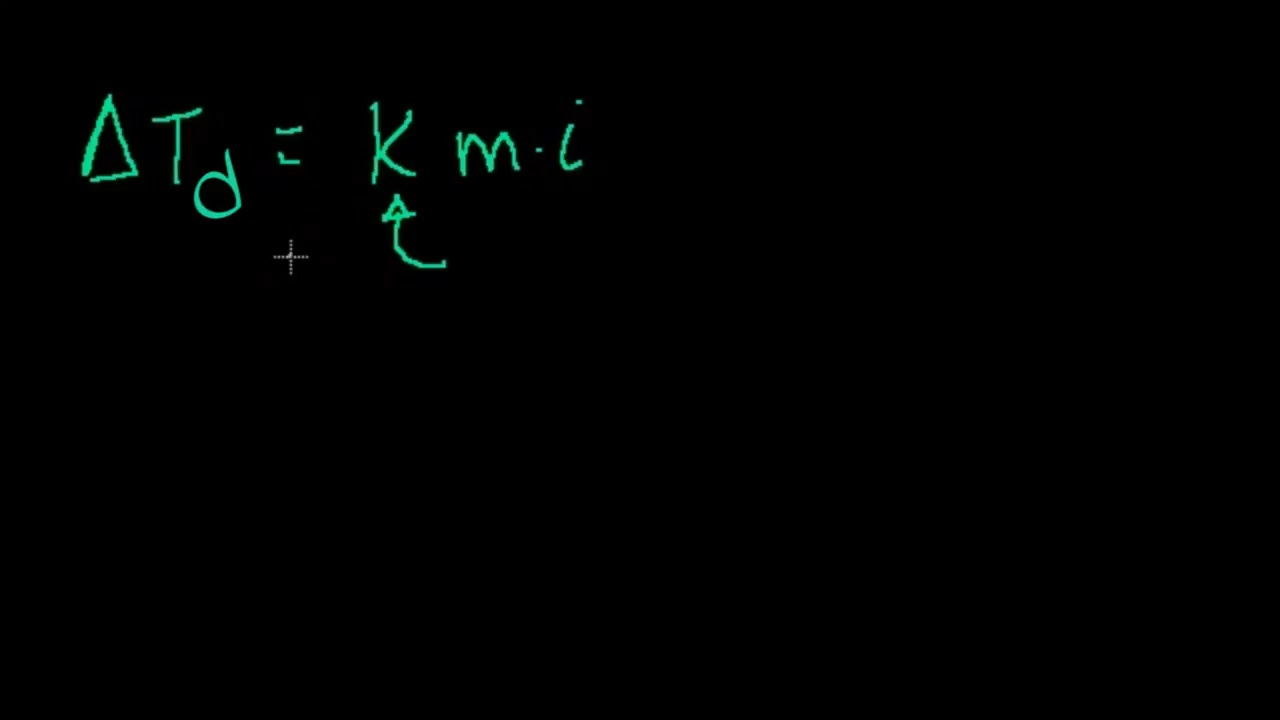 ΔTd = K m · i